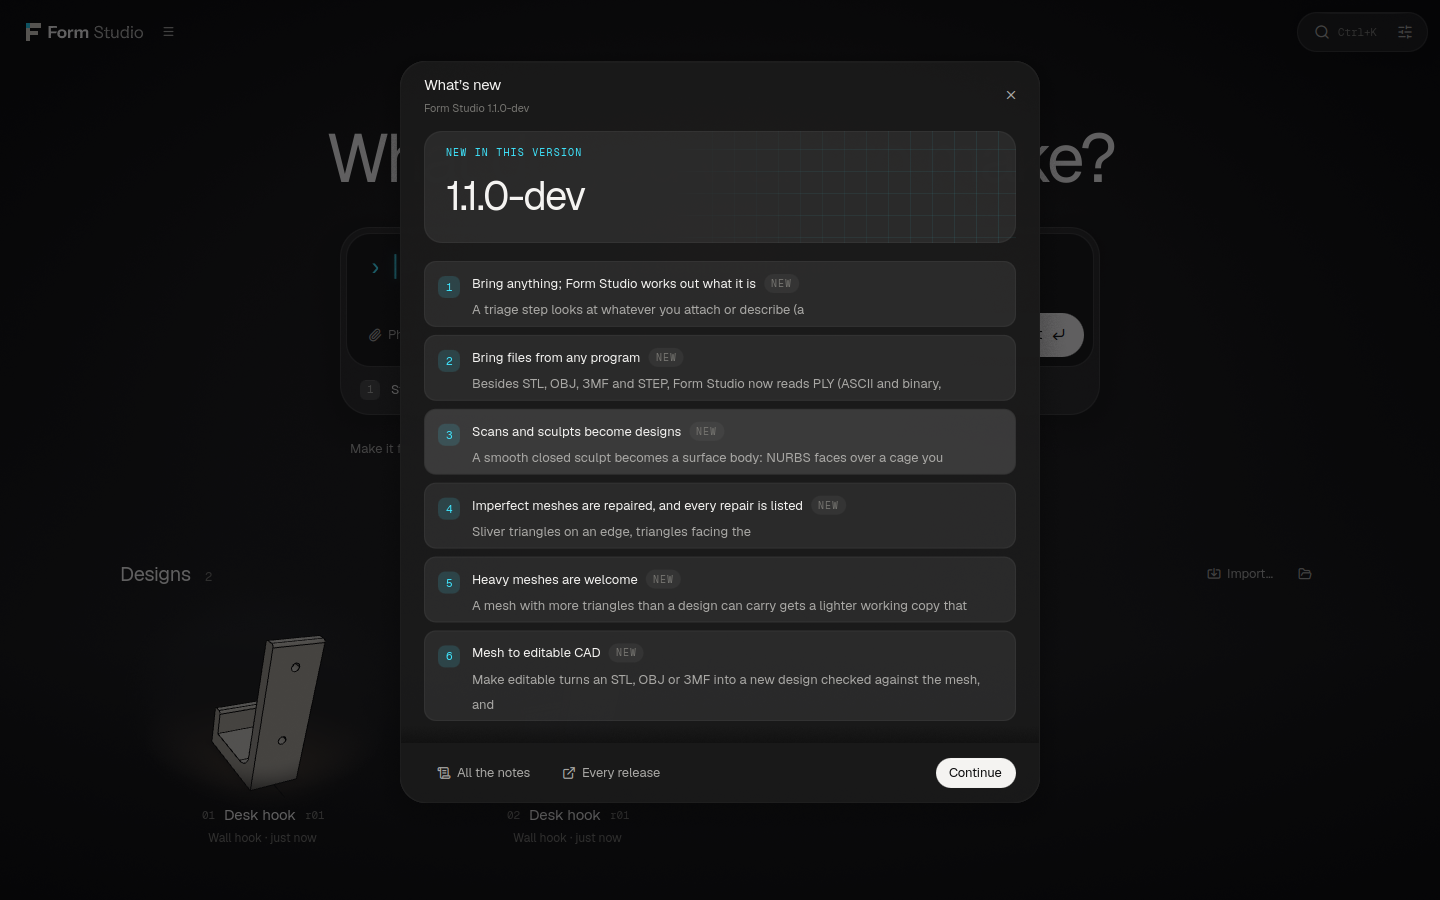 Form Studio
Ctrl+K
What's new
Form Studio 1.1.0-dev
NEW IN THIS VERSION
1.1.0-dev
1 Bring anything; Form Studio works out what it is NEW
A triage step looks at whatever you attach or describe (a
2 Bring files from any program NEW
Besides STL, OBJ, 3MF and STEP, Form Studio now reads PLY (ASCII and binary,
3 Scans and sculpts become designs NEW
A smooth closed sculpt becomes a surface body: NURBS faces over a cage you
4 Imperfect meshes are repaired, and every repair is listed NEW
Sliver triangles on an edge, triangles facing the
5 Heavy meshes are welcome NEW
A mesh with more triangles than a design can carry gets a lighter working copy that
6 Mesh to editable CAD NEW
Make editable turns an STL, OBJ or 3MF into a new design checked against the mesh,
and
All the notes
Every release
Continue
1
Make it
Designs 2
Import...
01 Desk hook r01
Wall hook · just now
02 Desk hook r01
Wall hook · just now